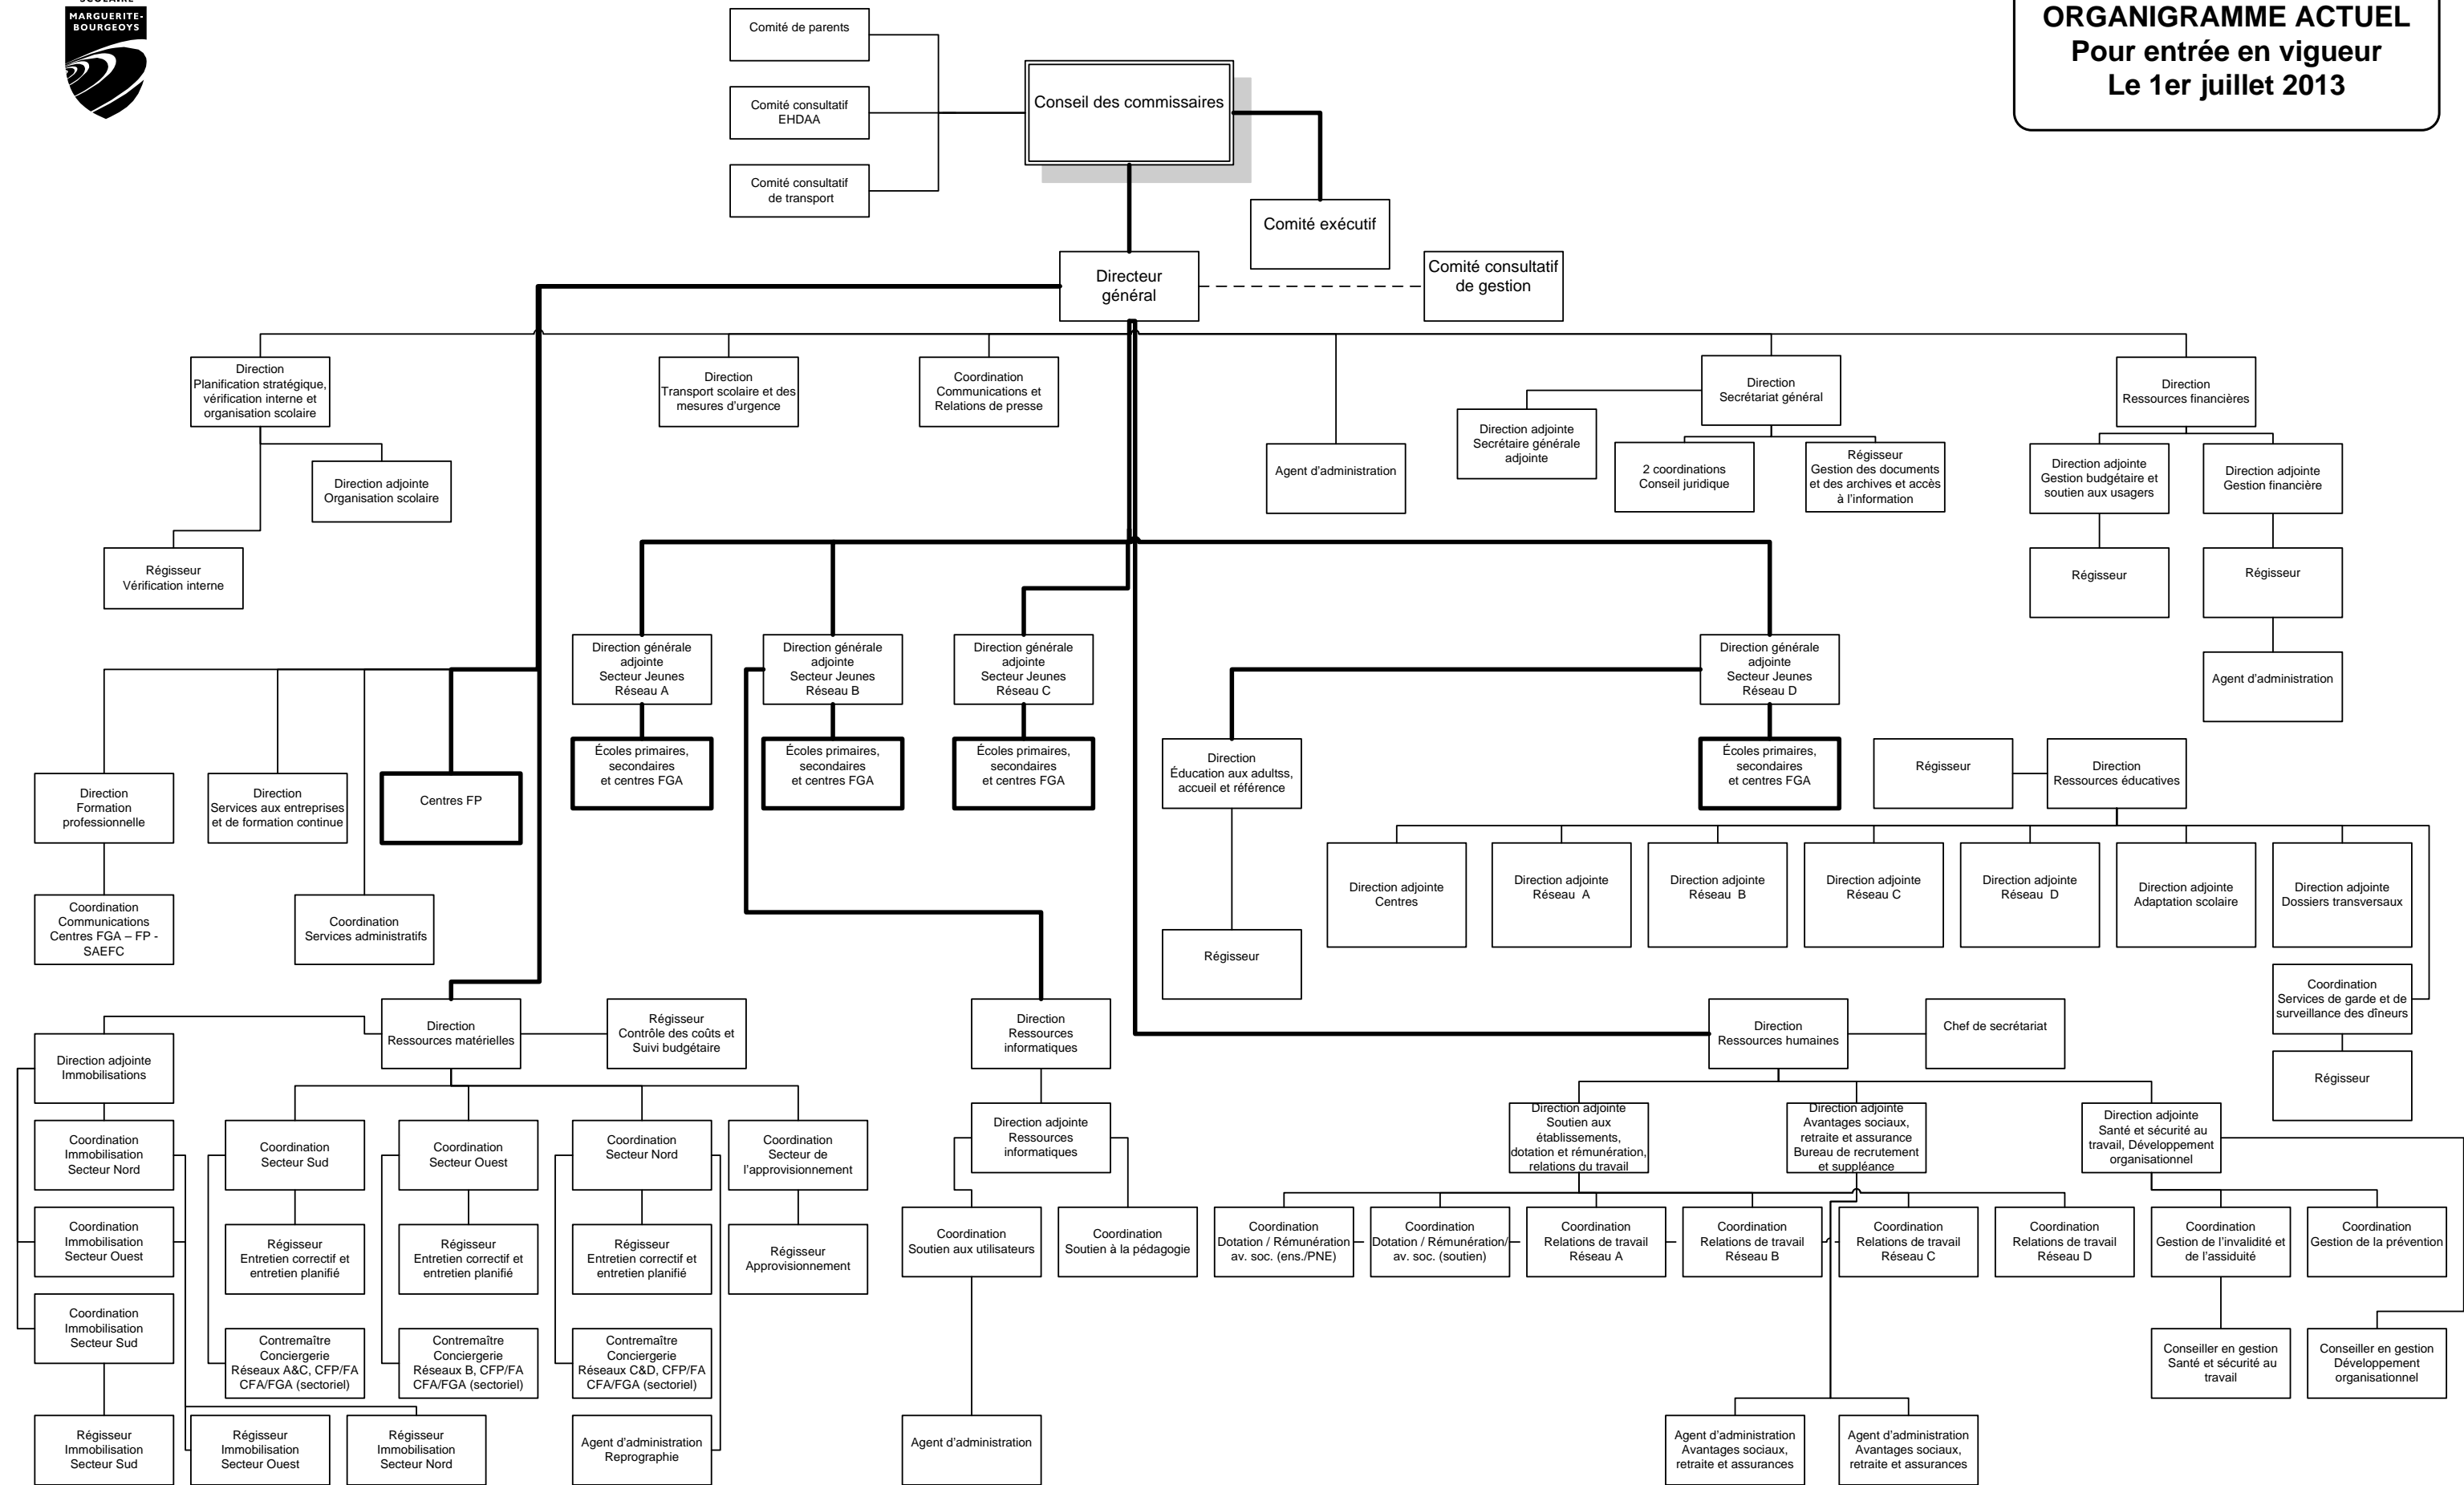 SCOLAIRE
MARGUERITE-
BOURGEOYS
ORGANIGRAMME ACTUEL
Pour entrée en vigueur
Le 1er juillet 2013
Comité de parents
Comité consultatif
EHDAA
Comité consultatif
de transport
Conseil des commissaires
Comité exécutif
Directeur
général
Comité consultatif
de gestion
Direction
Planification stratégique,
vérification interne et
organisation scolaire
Direction
Transport scolaire et des
mesures d'urgence
Coordination
Communications et
Relations de presse
Agent d'administration
Direction
Secrétariat général
Direction
Ressources financières
Direction adjointe
Secrétaire générale
adjointe
2 coordinations
Conseil juridique
Régisseur
Gestion des documents
et des archives et accès
à l'information
Direction adjointe
Gestion budgétaire et
soutien aux usagers
Direction adjointe
Gestion financière
Direction adjointe
Organisation scolaire
Régisseur
Vérification interne
Régisseur
Régisseur
Agent d'administration
Direction générale
adjointe
Secteur Jeunes
Réseau A
Direction générale
adjointe
Secteur Jeunes
Réseau B
Direction générale
adjointe
Secteur Jeunes
Réseau C
Direction générale
adjointe
Secteur Jeunes
Réseau D
Écoles primaires,
secondaires
et centres FGA
Écoles primaires,
secondaires
et centres FGA
Écoles primaires,
secondaires
et centres FGA
Direction
Éducation aux adultss,
accueil et référence
Écoles primaires,
secondaires
et centres FGA
Régisseur
Direction
Ressources éducatives
Direction
Formation
professionnelle
Direction
Services aux entreprises
et de formation continue
Centres FP
Coordination
Communications
Centres FGA – FP -
SAEFC
Coordination
Services administratifs
Régisseur
Direction adjointe
Centres
Direction adjointe
Réseau A
Direction adjointe
Réseau B
Direction adjointe
Réseau C
Direction adjointe
Réseau D
Direction adjointe
Adaptation scolaire
Direction adjointe
Dossiers transversaux
Coordination
Services de garde et de
surveillance des dîneurs
Régisseur
Direction
Ressources matérielles
Régisseur
Contrôle des coûts et
Suivi budgétaire
Direction
Ressources
informatiques
Direction
Ressources humaines
Chef de secrétariat
Direction adjointe
Immobilisations
Coordination
Immobilisation
Secteur Nord
Coordination
Secteur Sud
Coordination
Secteur Ouest
Coordination
Secteur Nord
Coordination
Secteur de
l'approvisionnement
Direction adjointe
Ressources
informatiques
Direction adjointe
Soutien aux
établissements,
dotation et rémunération,
relations du travail
Direction adjointe
Avantages sociaux,
retraite et assurance
Bureau de recrutement
et suppléance
Direction adjointe
Santé et sécurité au
travail, Développement
organisationnel
Coordination
Immobilisation
Secteur Ouest
Régisseur
Entretien correctif et
entretien planifié
Régisseur
Entretien correctif et
entretien planifié
Régisseur
Entretien correctif et
entretien planifié
Régisseur
Approvisionnement
Coordination
Soutien aux utilisateurs
Coordination
Soutien à la pédagogie
Coordination
Dotation / Rémunération
av. soc. (ens./PNE)
Coordination
Dotation / Rémunération/
av. soc. (soutien)
Coordination
Relations de travail
Réseau A
Coordination
Relations de travail
Réseau B
Coordination
Relations de travail
Réseau C
Coordination
Relations de travail
Réseau D
Coordination
Gestion de l'invalidité et
de l'assiduité
Coordination
Gestion de la prévention
Coordination
Immobilisation
Secteur Sud
Contremaître
Conciergerie
Réseaux A&C, CFP/FA
CFA/FGA (sectoriel)
Contremaître
Conciergerie
Réseaux B, CFP/FA
CFA/FGA (sectoriel)
Contremaître
Conciergerie
Réseaux C&D, CFP/FA
CFA/FGA (sectoriel)
Conseiller en gestion
Santé et sécurité au
travail
Conseiller en gestion
Développement
organisationnel
Régisseur
Immobilisation
Secteur Sud
Régisseur
Immobilisation
Secteur Ouest
Régisseur
Immobilisation
Secteur Nord
Agent d'administration
Reprographie
Agent d'administration
Agent d'administration
Avantages sociaux,
retraite et assurances
Agent d'administration
Avantages sociaux,
retraite et assurances